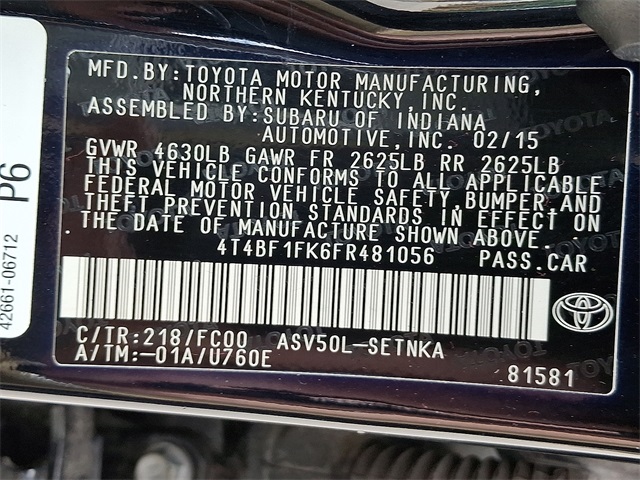 MFD.BY:TOYOTA MOTOR MANUFACTURING,
NORTHERN KENTUCKY,INC.
ASSEMBLED BY:SUBARU OF INDIANA
AUTOMOTIVE,INC. 02/15
GVWR 4630LB GAWR FR 2625LB RR 2625LB
THIS VEHICLE CONFORMS TO ALL APPLICABLE
FEDERAL MOTOR VEHICLE SAFETY,BUMPER AND
THEFT PREVENTION STANDARDS IN EFFECT ON
THE DATE OF MANUFACTURE SHOWN ABOVE.
4T4BF1FK6FR481056 PASS.CAR
C/TR:218/FC00 ASV50L-SETNKA
A/TM:-01A/U760E
81581
P6
42661-06712